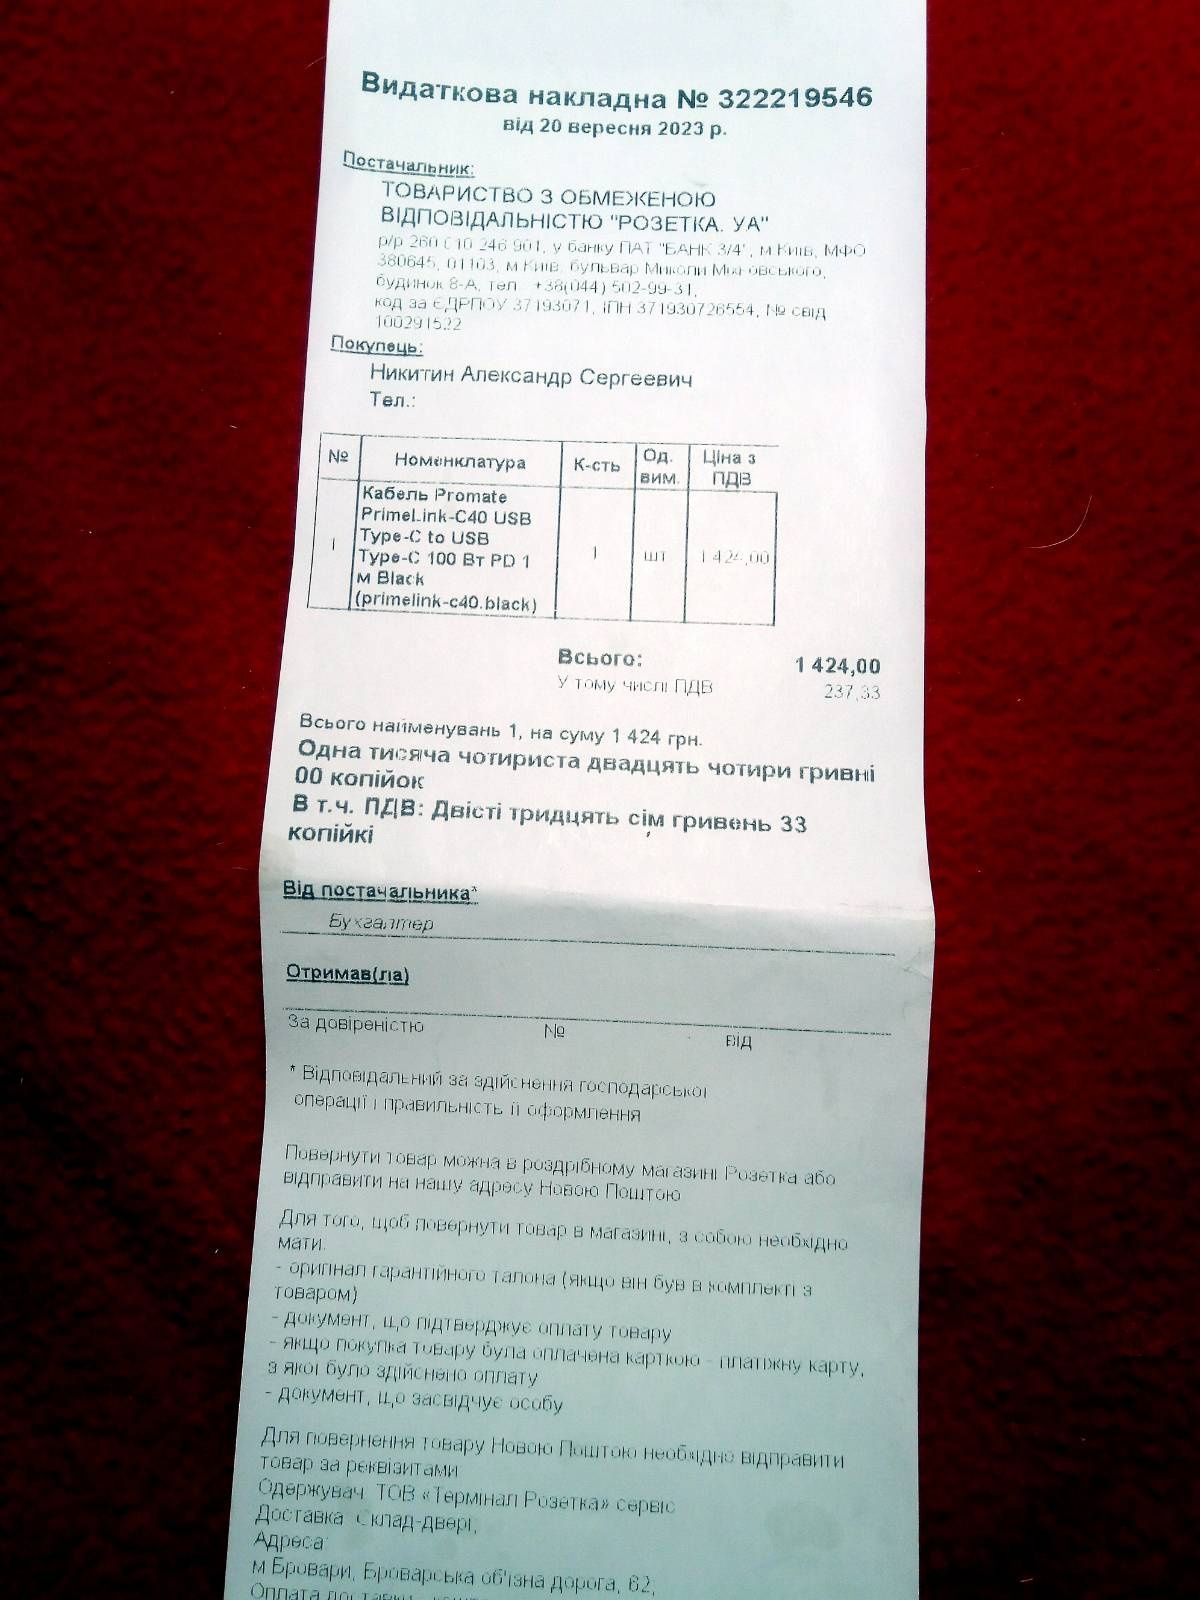 Видаткова накладна № 322219546
від 20 вересня 2023 р.
Постачальник:
ТОВАРИСТВО З ОБМЕЖЕНОЮ
ВІДПОВІДАЛЬНІСТЮ "РОЗЕТКА. УА"
р/р 260 010 246 901, у банку ПАТ "БАНК 3/4", м Київ, МФО
380645, 01103, м Київ, бульвар Миколи
будинок 8-А, тел.: +38(044) 502-99-31,
код за ЄДРПОУ 37193071, ІПН 371930726554, № свід
100291522
Покупець:
Никитин Александр Сергеевич
Тел.:
№ Номенклатура К-сть Од. вим. Ціна з ПДВ
1 Кабель Promate 1 шт 1 424,00
PrimeLink-C40 USB
Type-C to USB
Type-C 100 Вт PD 1
м Black
(primelink-c40.black)
Всього: 1 424,00
У тому числі ПДВ 237,33
Всього найменувань 1, на суму 1 424 грн.
Одна тисяча чотириста двадцять чотири гривні
00 копійок
В т.ч. ПДВ: Двісті тридцять сім гривень 33
копійкі
Від постачальника*
Бухгалтер
Отримав(ла)
За довіреністю № від
* Відповідальний за здійснення господарської
операції і правильність її оформлення
Повернути товар можна в роздрібному магазині Розетка або
відправити на нашу адресу Новою Поштою
Для того, щоб повернути товар в магазині, з собою необхідно
мати:
- оригінал гарантійного талона (якщо він був в комплекті з
товаром)
- документ, що підтверджує оплату товару
- якщо покупка товару була оплачена карткою - платіжну карту,
з якої було здійснено оплату
- документ, що засвідчує особу
Для повернення товару Новою Поштою необхідно відправити
товар за реквізитами
Одержувач: ТОВ «Термінал Розетка» сервіс
Доставка: Склад-двері;
Адреса:
м Бровари, Броварська об'їзна дорога, 62;
Оплата доставки